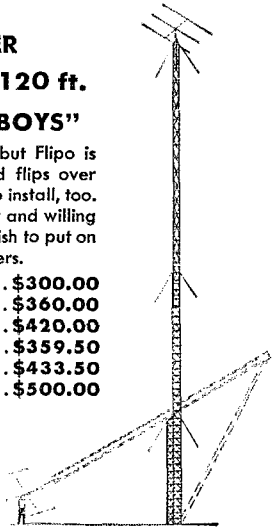 ER
120 ft.
BOYS”
but Flipo is
d flips over
o install, too.
and willing
ish to put on
ers.
..$300.00
..$360.00
..$420.00
..$359.50
..$433.50
..$500.00